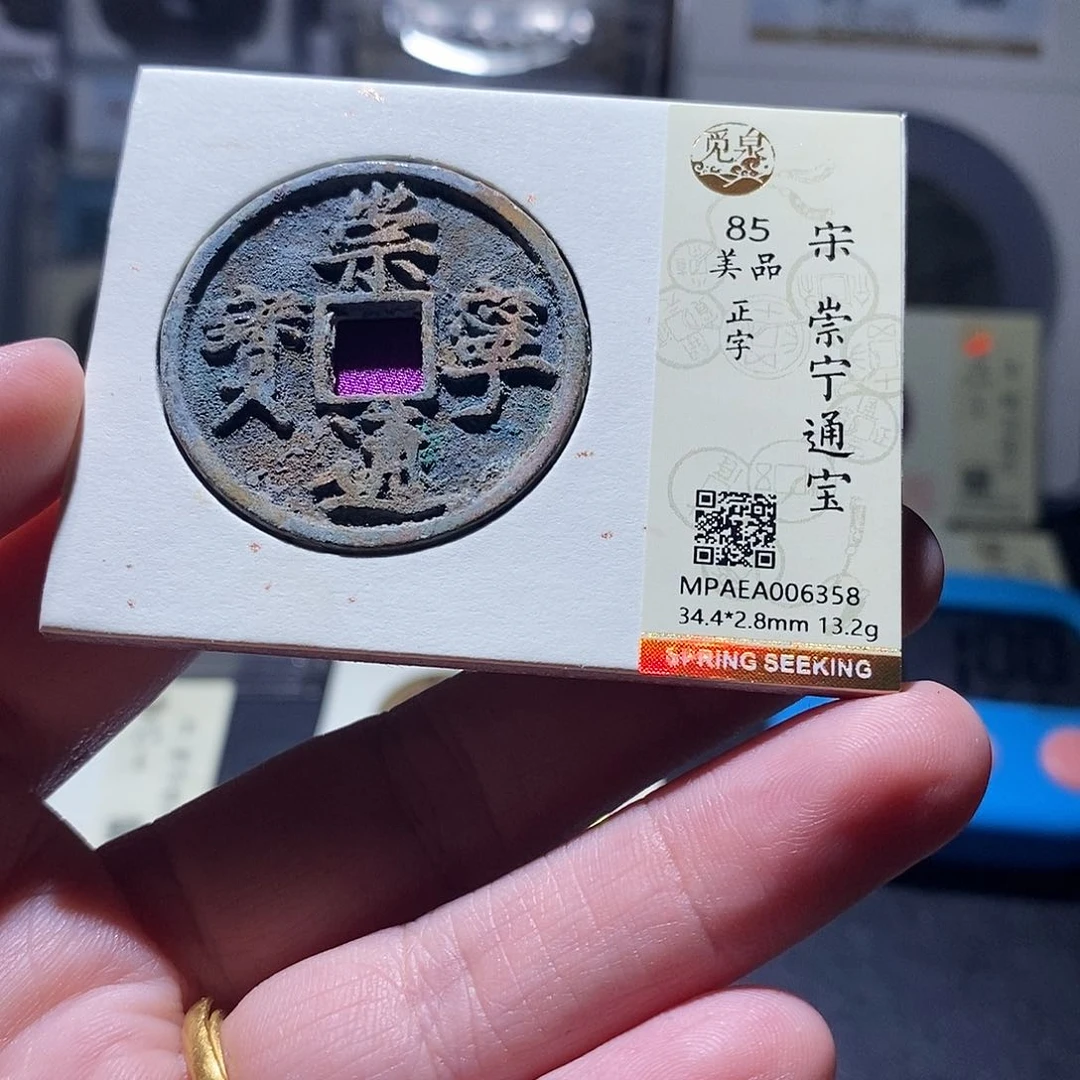 崇
寧
通
寶
觅泉
85
美品
正字
宋 崇宁通宝
MPAEA006358
34.4*2.8mm 13.2g
SPRING SEEKING